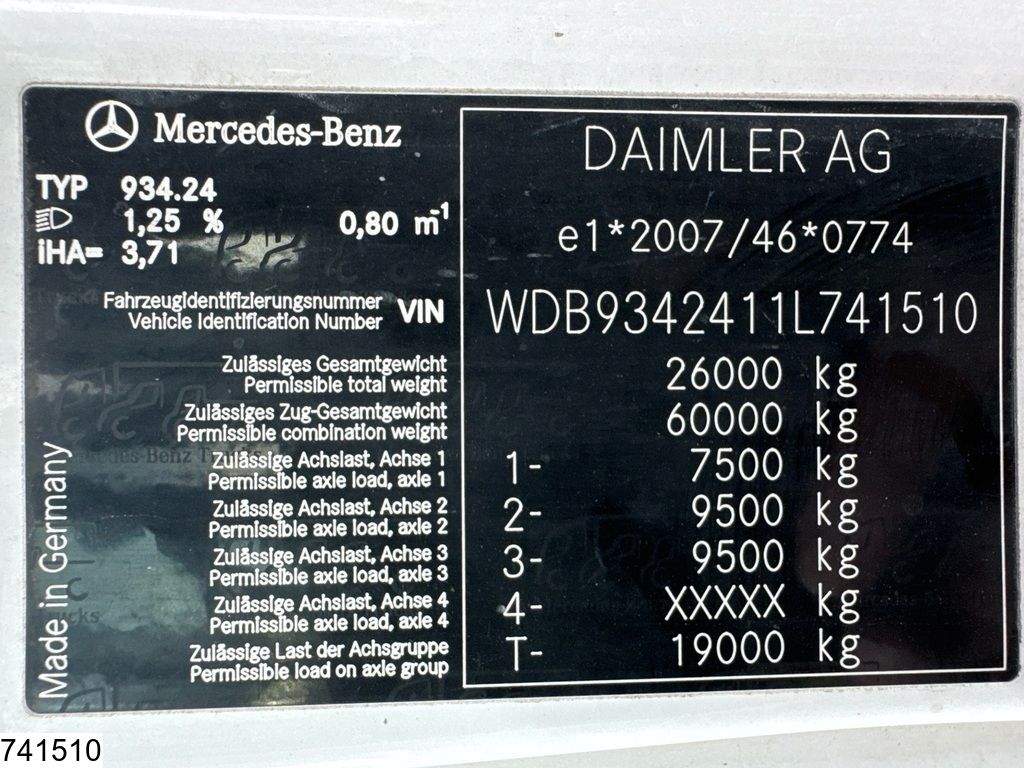 Mercedes-Benz
TYP 934.24
1,25 % 0,80 m-1
iHA= 3,71
Fahrzeugidentifizierungsnummer
Vehicle Identification Number VIN
Zulässiges Gesamtgewicht
Permissible total weight
Zulässiges Zug-Gesamtgewicht
Permissible combination weight
Zulässige Achslast, Achse 1
Permissible axle load, axle 1
Zulässige Achslast, Achse 2
Permissible axle load, axle 2
Zulässige Achslast, Achse 3
Permissible axle load, axle 3
Zulässige Achslast, Achse 4
Permissible axle load, axle 4
Zulässige Last der Achsgruppe
Permissible load on axle group
Made in Germany
DAIMLER AG
e1*2007/46*0774
WDB9342411L741510
26000 kg
60000 kg
1- 7500 kg
2- 9500 kg
3- 9500 kg
4- XXXXX kg
T- 19000 kg
741510